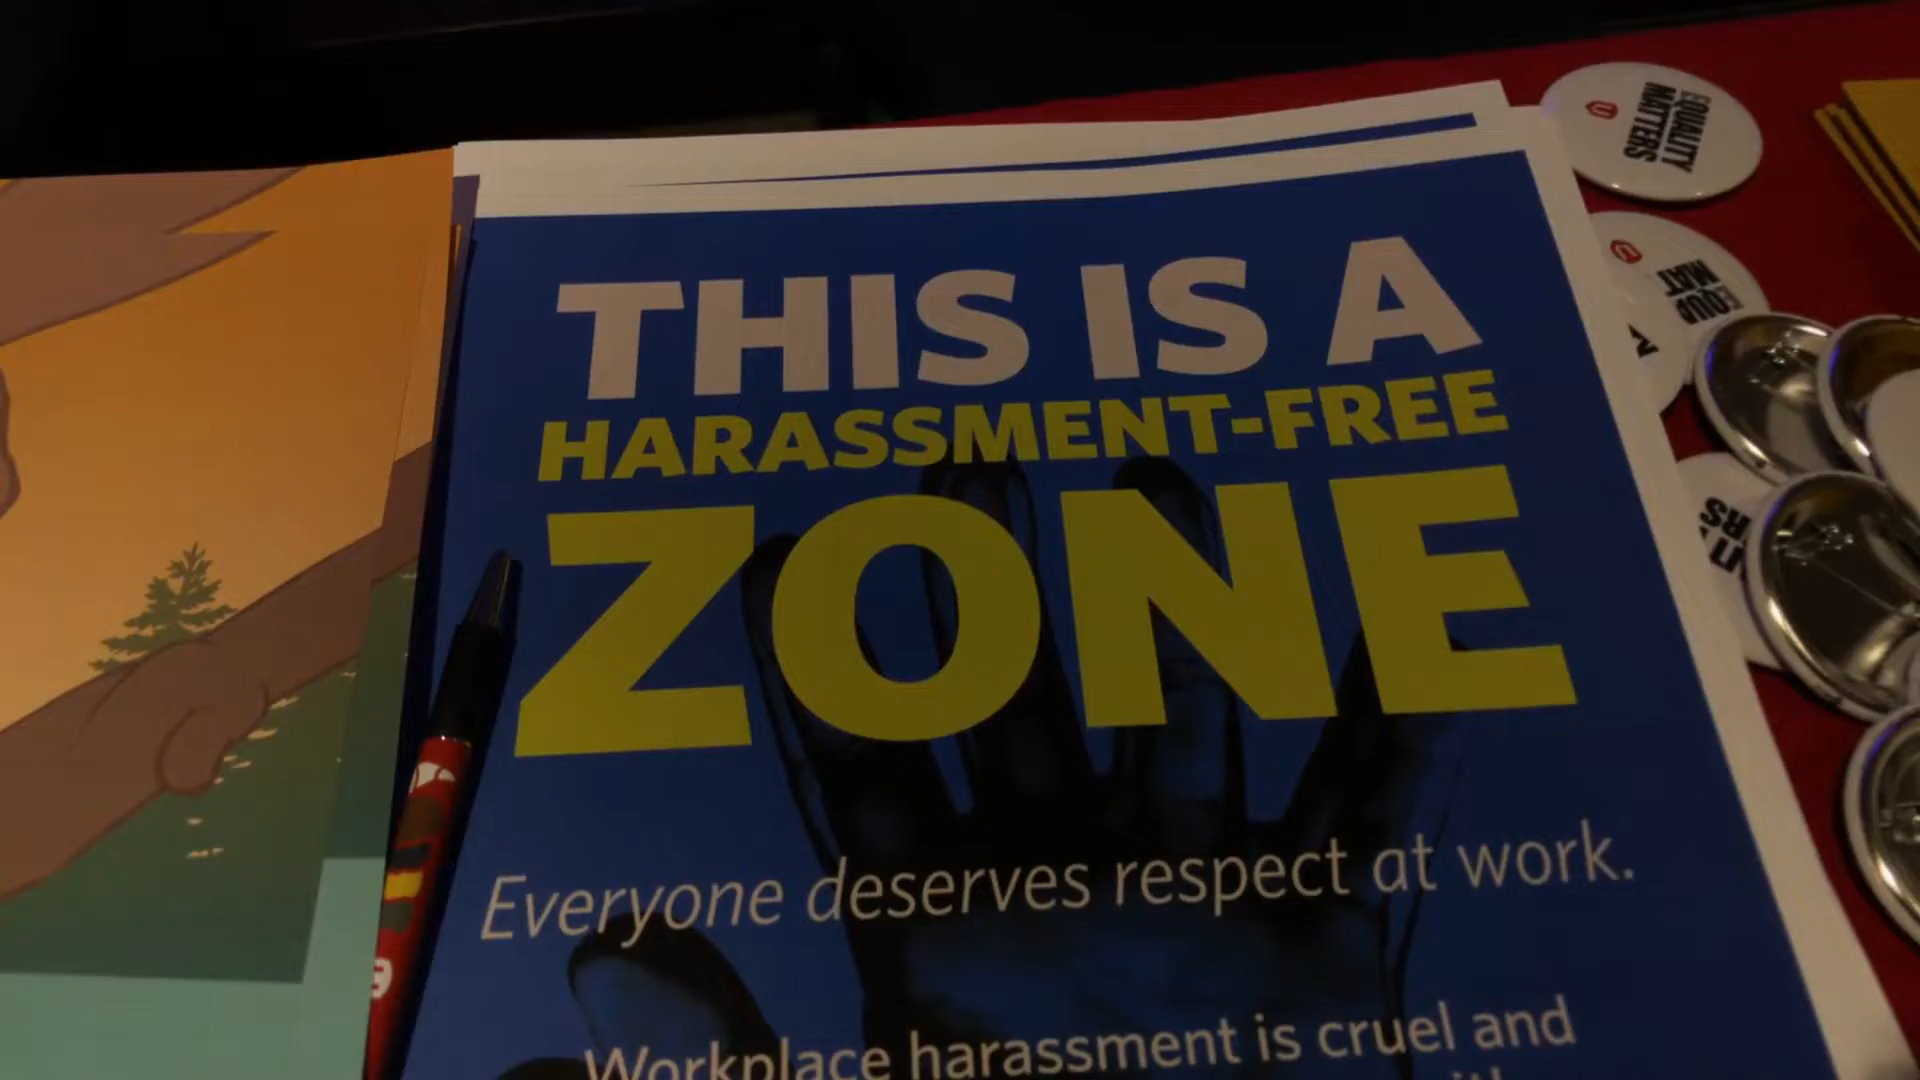 THIS IS A
HARASSMENT-FREE
ZONE
Everyone deserves respect at work.
Workplace harassment is cruel and
EQUALITY
MATTERS